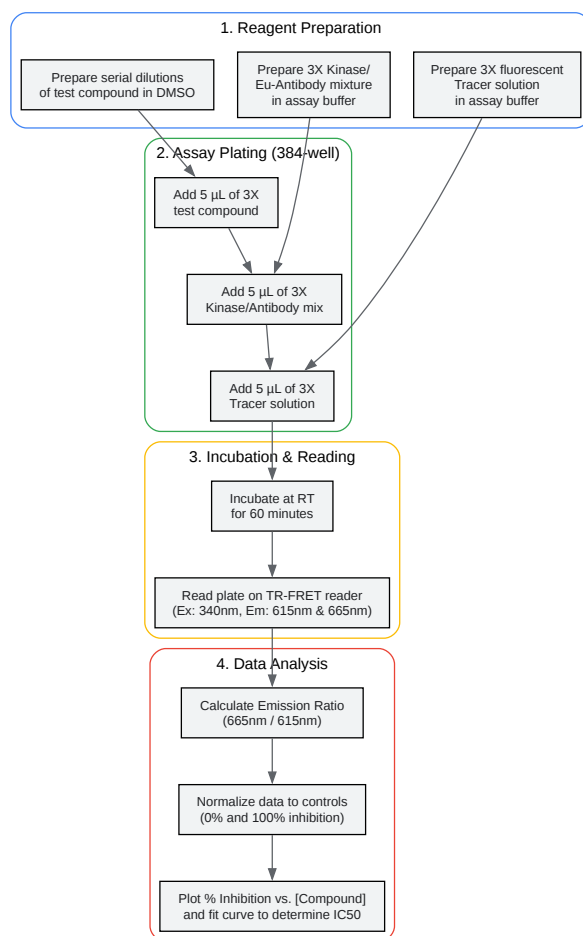 1. Reagent Preparation
Prepare serial dilutions
of test compound in DMSO
Prepare 3X Kinase/
Eu-Antibody mixture
in assay buffer
Prepare 3X fluorescent
Tracer solution
in assay buffer
2. Assay Plating (384-well)
Add 5 µL of 3X
test compound
Add 5 µL of 3X
Kinase/Antibody mix
Add 5 µL of 3X
Tracer solution
3. Incubation & Reading
Incubate at RT
for 60 minutes
Read plate on TR-FRET reader
(Ex: 340nm, Em: 615nm & 665nm)
4. Data Analysis
Calculate Emission Ratio
(665nm / 615nm)
Normalize data to controls
(0% and 100% inhibition)
Plot % Inhibition vs. [Compound]
and fit curve to determine IC50